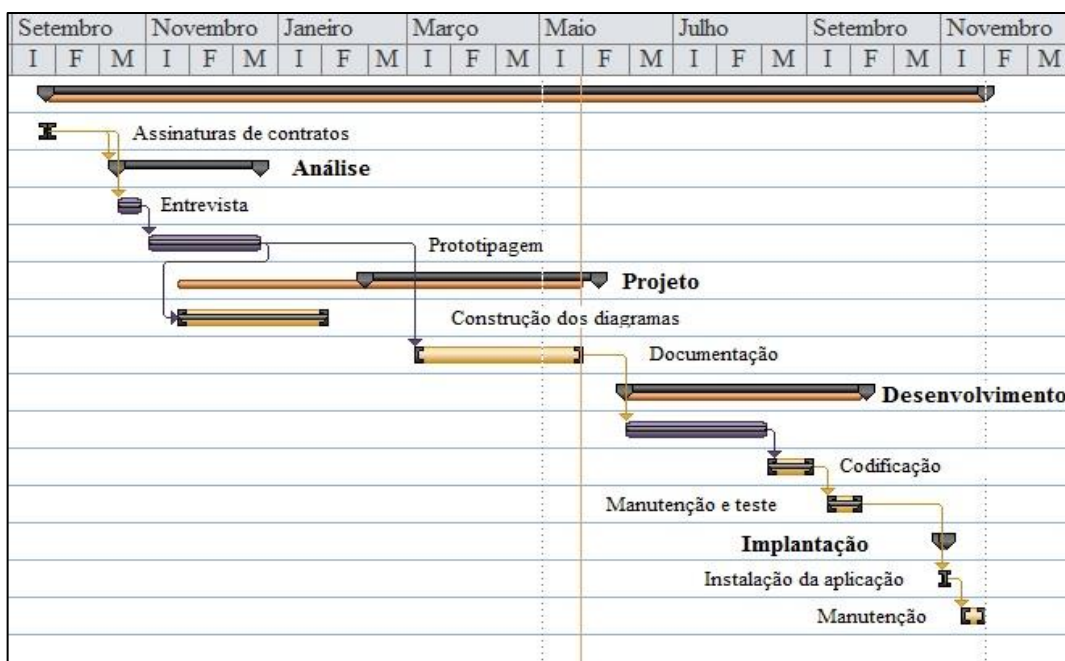 Setembro Novembro Janeiro Março Maio Julho Setembro Novembro
I F M I F M I F M I F M I F M I F M I F M I F M
Assinaturas de contratos
Análise
Entrevista
Prototipagem
Projeto
Construção dos diagramas
Documentação
Desenvolvimento
Codificação
Manutenção e teste
Implantação
Instalação da aplicação
Manutenção